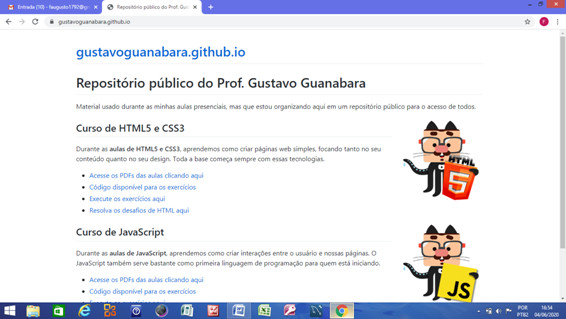 Repositório público do Prof. Gu
gustavoguanabara.github.io
gustavoguanabara.github.io
Repositório público do Prof. Gustavo Guanabara
Material usado durante as minhas aulas presenciais, mas que estou organizando aqui em um repositório público para o acesso de todos.
Curso de HTML5 e CSS3
Durante as aulas de HTML5 e CSS3, aprendemos como criar páginas web simples, focando tanto no seu
conteúdo quanto no seu design. Toda a base começa sempre com essas tecnologias.
Acesse os PDFs das aulas clicando aqui
Código disponível para os exercícios
Execute os exercícios aqui
Resolva os desafios de HTML aqui
HTML
5
Curso de JavaScript
Durante as aulas de JavaScript, aprendemos como criar interações entre o usuário e nossas páginas. O
JavaScript também serve bastante como primeira linguagem de programação para quem está iniciando.
Acesse os PDFs das aulas clicando aqui
Código disponível para os exercícios
JS
POR 16:54
PTB2 04/06/2020